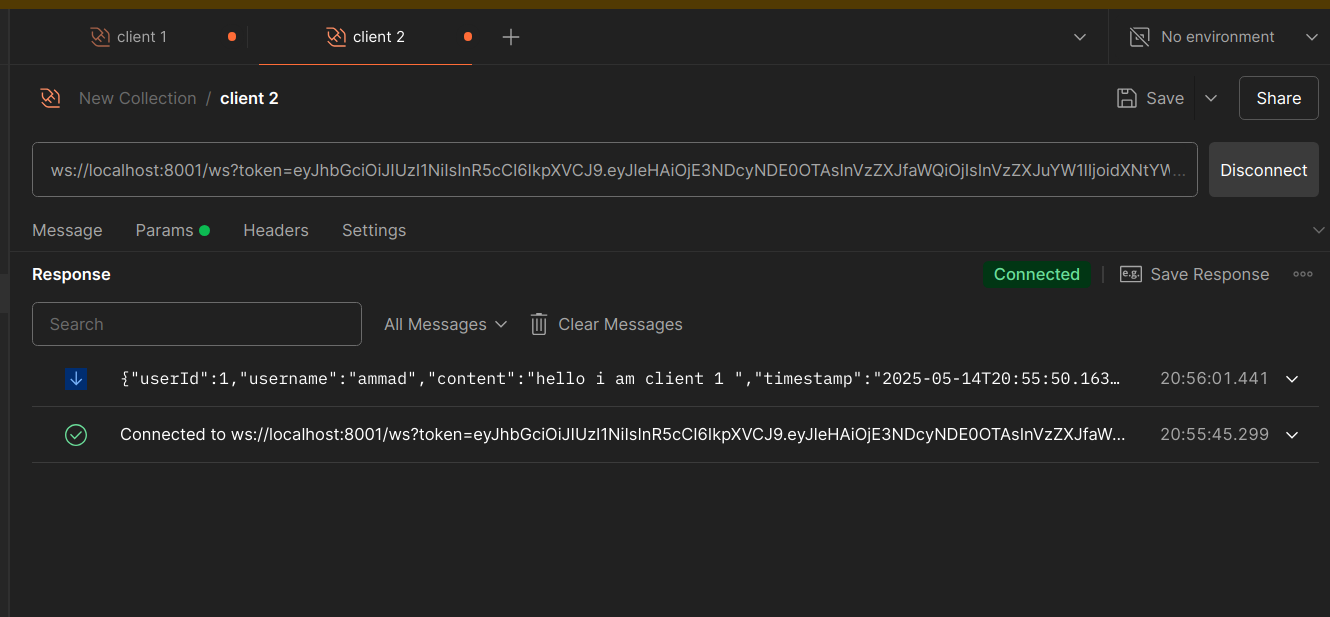 client 1 client 2 No environment
New Collection / client 2 Save Share
ws://localhost:8001/ws?token=eyJhbGciOiJIUzI1NiIsInR5cCI6IkpXVCJ9.eyJleHAiOjE3NDcyNDE0OTAsInVzZXJfaWQiOjIsInVzZXJuYW1lIjoidXNtYW... Disconnect
Message Params Headers Settings
Response Connected e.g. Save Response
Search All Messages Clear Messages
{"userId":1,"username":"ammad","content":"hello i am client 1 ","timestamp":"2025-05-14T20:55:50.163... 20:56:01.441
Connected to ws://localhost:8001/ws?token=eyJhbGciOiJIUzI1NiIsInR5cCI6IkpXVCJ9.eyJleHAiOjE3NDcyNDE0OTAsInVzZXJfaW... 20:55:45.299